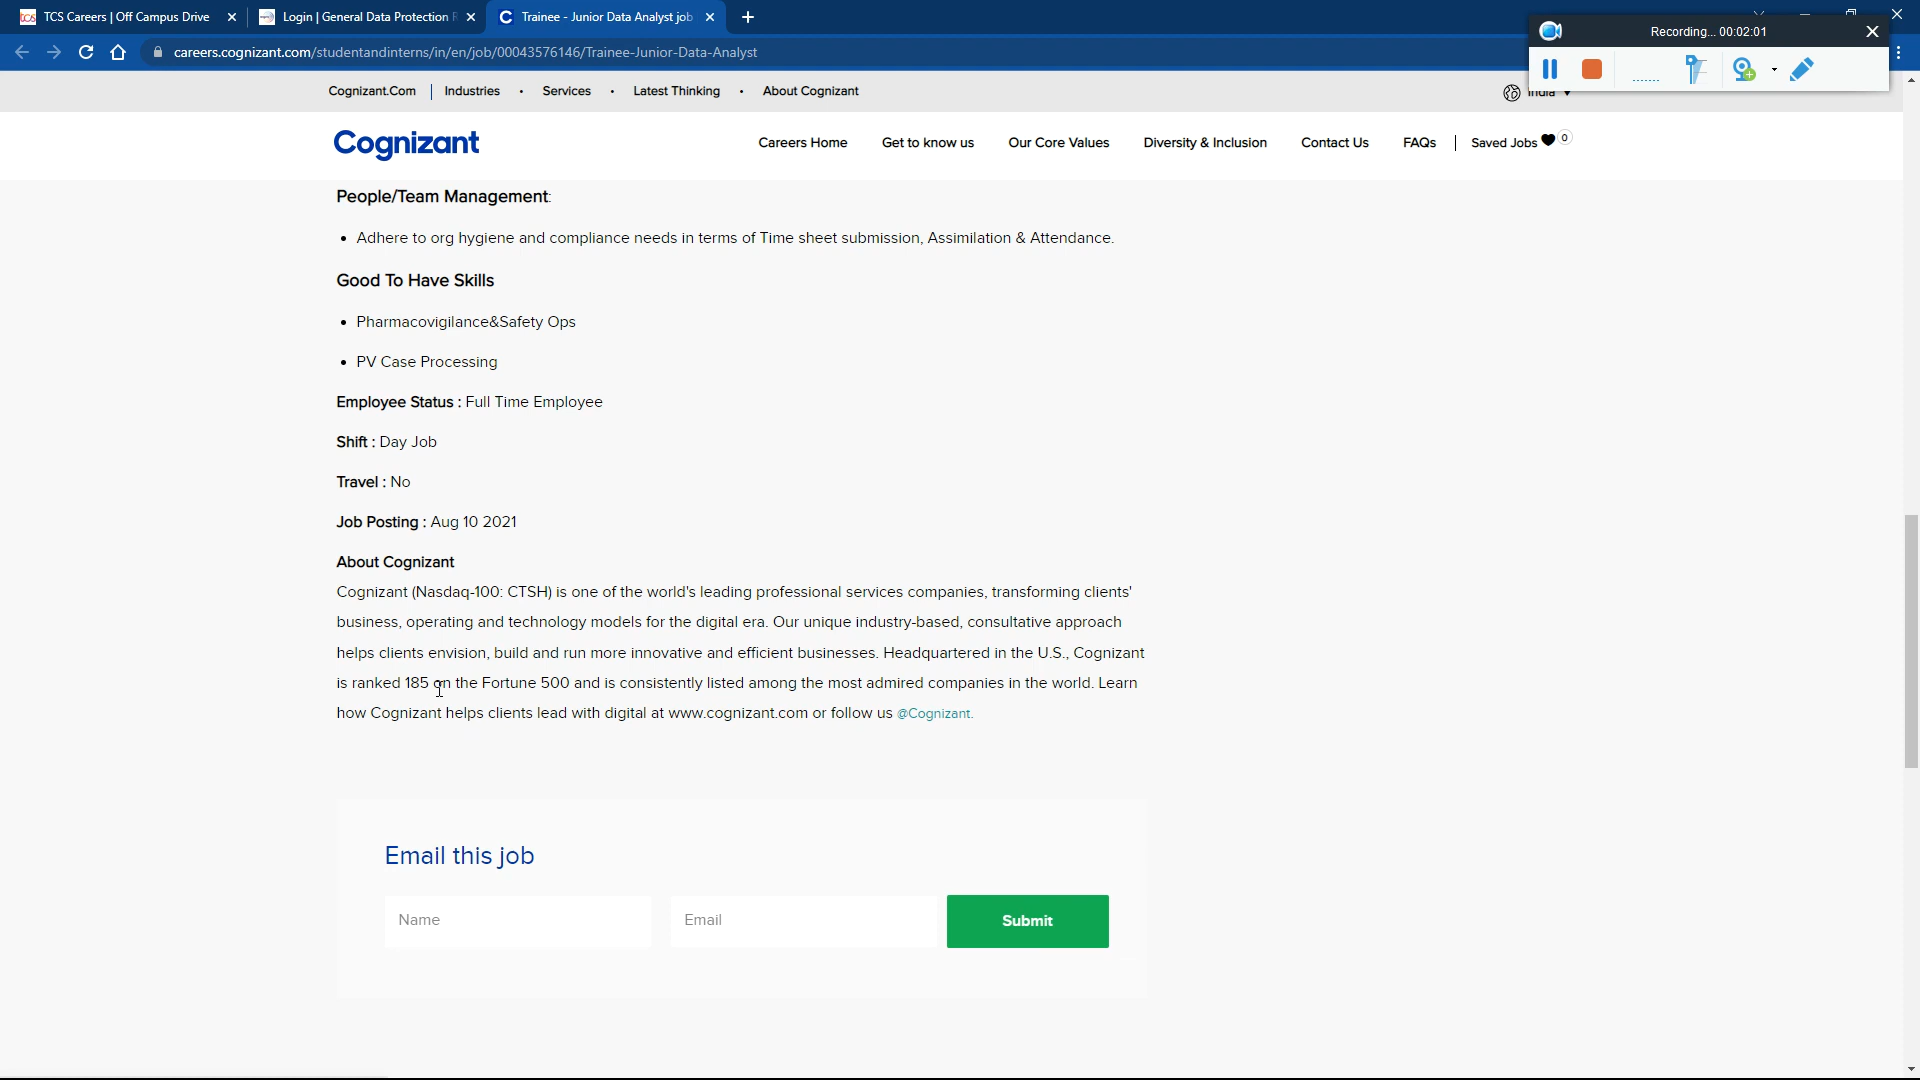 TCS Careers | Off Campus Drive
Login | General Data Protection R
Trainee - Junior Data Analyst job
Recording... 00:02:01
careers.cognizant.com/studentandinterns/in/en/job/00043576146/Trainee-Junior-Data-Analyst
Cognizant.Com | Industries • Services • Latest Thinking • About Cognizant
India
Cognizant
Careers Home Get to know us Our Core Values Diversity & Inclusion Contact Us FAQs | Saved Jobs 0
People/Team Management:
• Adhere to org hygiene and compliance needs in terms of Time sheet submission, Assimilation & Attendance.
Good To Have Skills
• Pharmacovigilance&Safety Ops
• PV Case Processing
Employee Status : Full Time Employee
Shift : Day Job
Travel : No
Job Posting : Aug 10 2021
About Cognizant
Cognizant (Nasdaq-100: CTSH) is one of the world's leading professional services companies, transforming clients'
business, operating and technology models for the digital era. Our unique industry-based, consultative approach
helps clients envision, build and run more innovative and efficient businesses. Headquartered in the U.S., Cognizant
is ranked 185 on the Fortune 500 and is consistently listed among the most admired companies in the world. Learn
how Cognizant helps clients lead with digital at www.cognizant.com or follow us @Cognizant.
Email this job
Name
Email
Submit